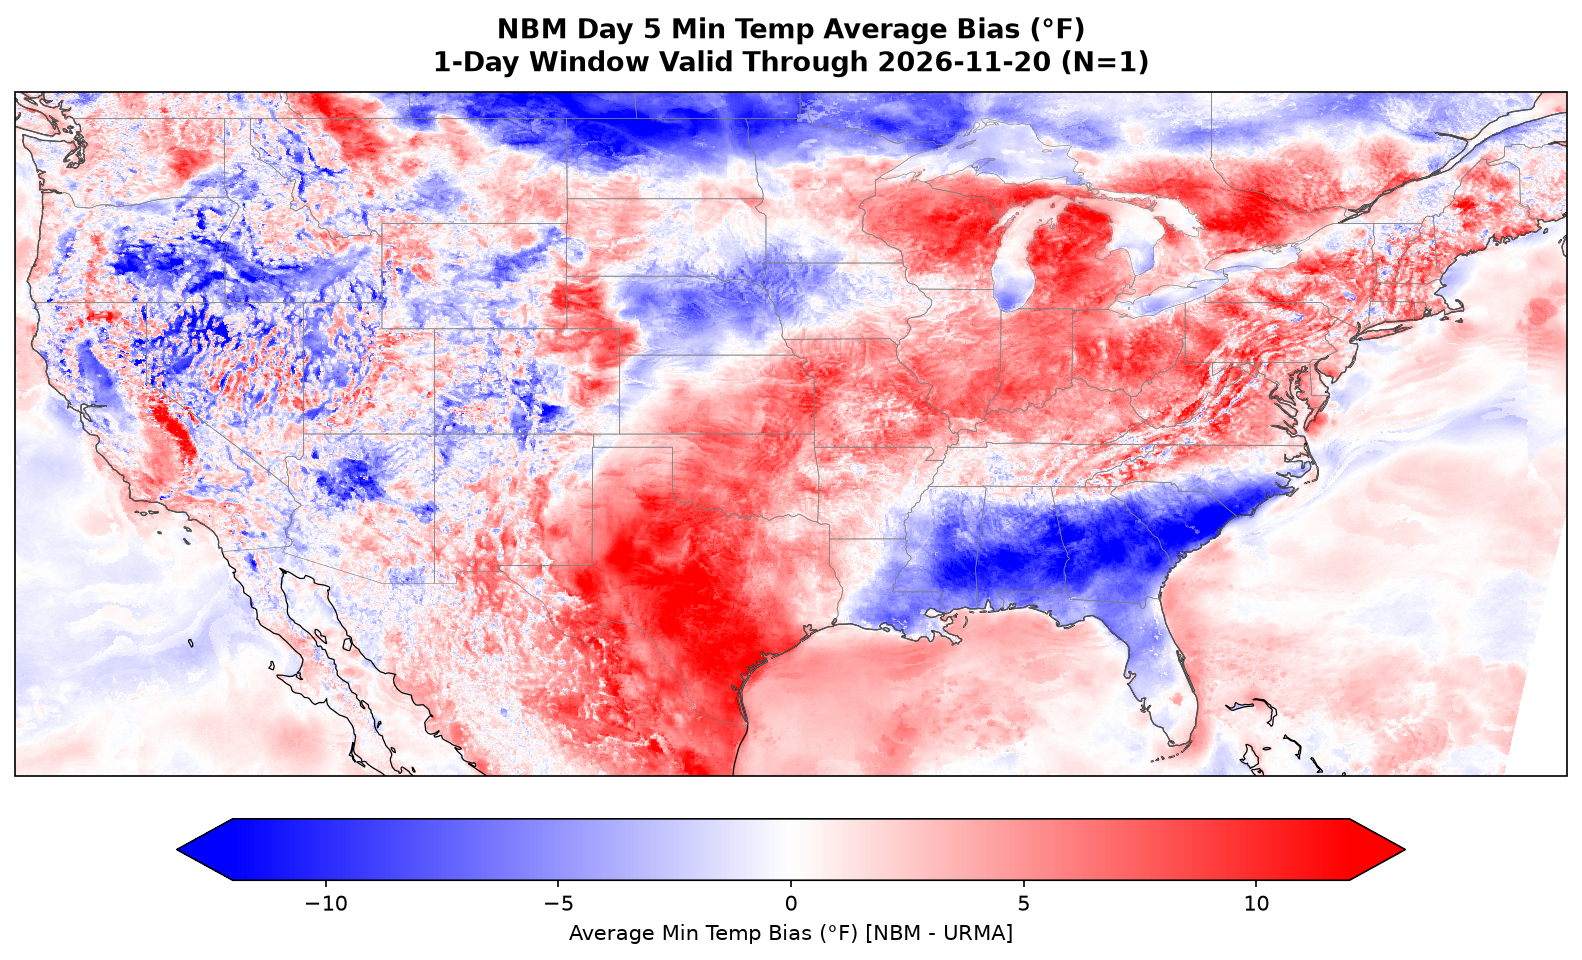 NBM Day 5 Min Temp Average Bias (°F)
1-Day Window Valid Through 2026-11-20 (N=1)
−10 −5 0 5 10
Average Min Temp Bias (°F) [NBM - URMA]